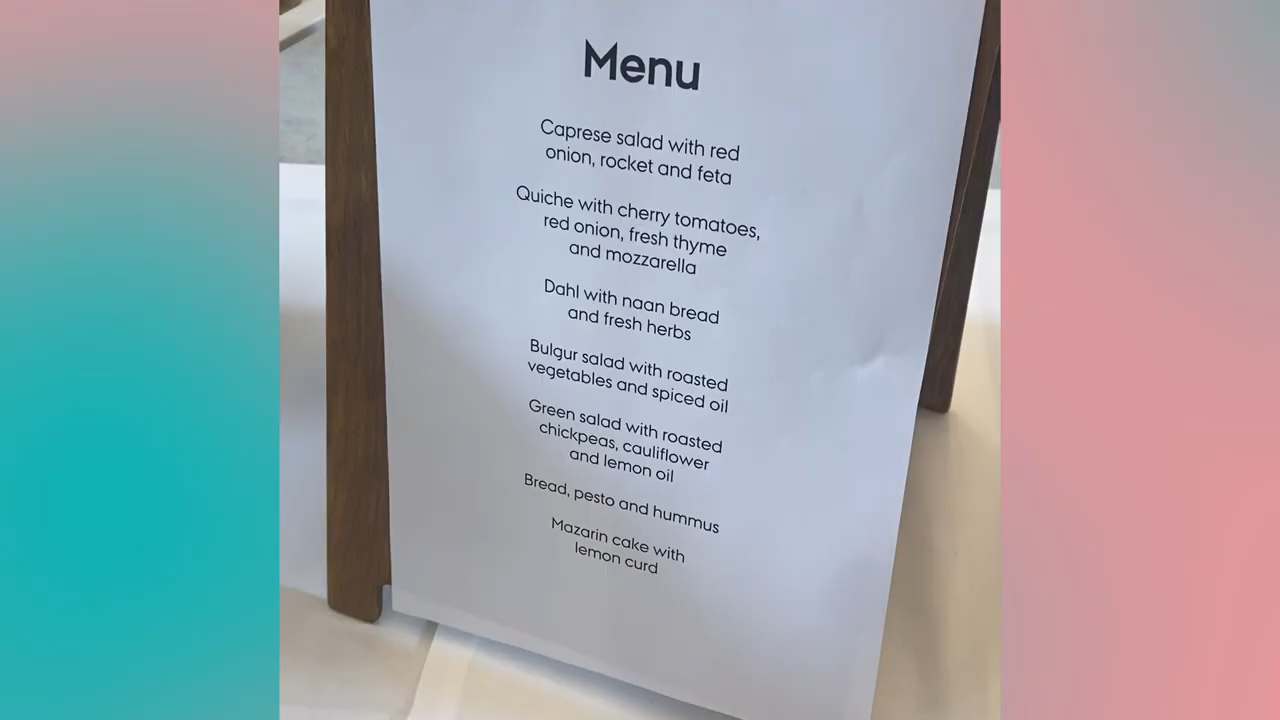 Menu
Caprese salad with red
onion, rocket and feta
Quiche with cherry tomatoes,
red onion, fresh thyme
and mozzarella
Dahl with naan bread
and fresh herbs
Bulgur salad with roasted
vegetables and spiced oil
Green salad with roasted
chickpeas, cauliflower
and lemon oil
Bread, pesto and hummus
Mazarin cake with
lemon curd